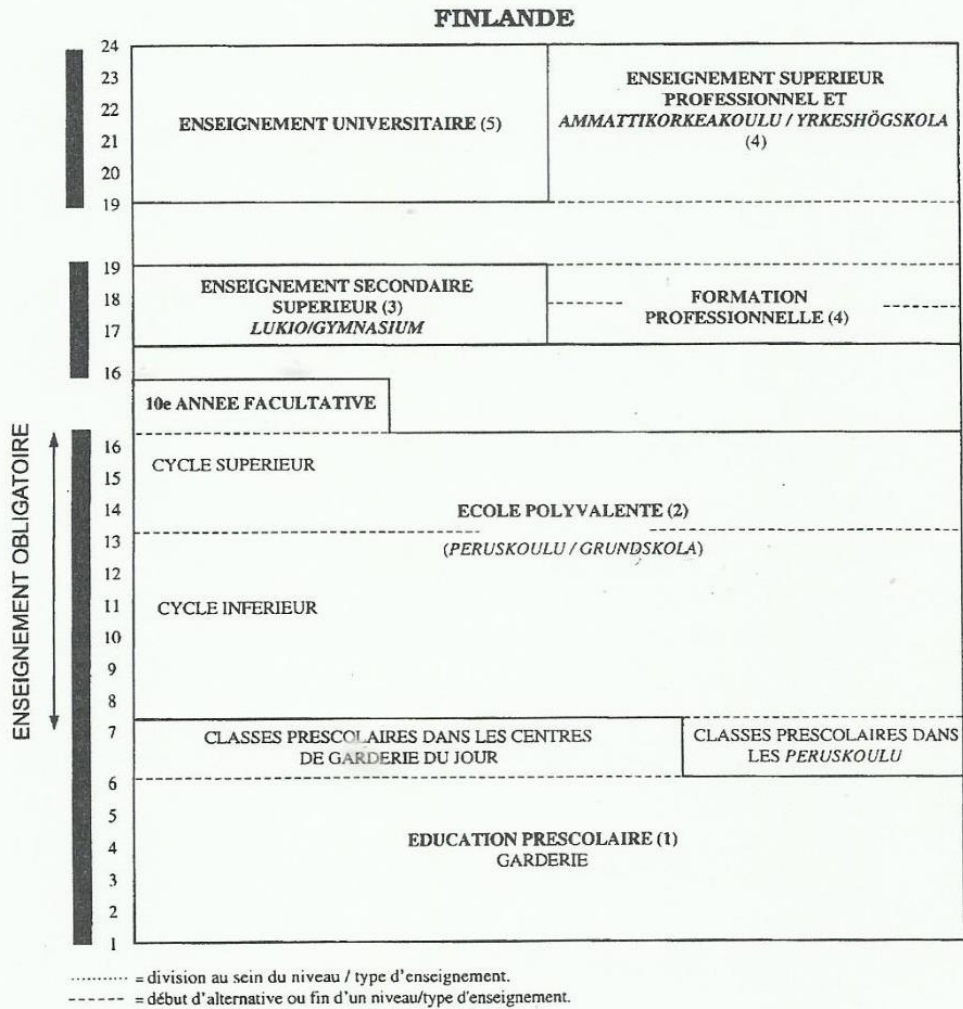 FINLANDE
24
23
22
21
20
19
ENSEIGNEMENT UNIVERSITAIRE (5)
ENSEIGNEMENT SUPERIEUR
PROFESSIONNEL ET
AMMATTIKORKEAKOULU / YRKESHÖGSKOLA
(4)
19
18
17
16
ENSEIGNEMENT SECONDAIRE
SUPERIEUR (3)
LUKIO/GYMNASIUM
FORMATION
PROFESSIONNELLE (4)
10e ANNEE FACULTATIVE
ENSEIGNEMENT OBLIGATOIRE
16
15
14
13
12
11
10
9
8
7
6
5
4
3
2
1
CYCLE SUPERIEUR
ECOLE POLYVALENTE (2)
(PERUSKOULU / GRUNDSKOLA)
CYCLE INFERIEUR
CLASSES PRESCOLAIRES DANS LES CENTRES
DE GARDERIE DU JOUR
CLASSES PRESCOLAIRES DANS
LES PERUSKOULU
EDUCATION PRESCOLAIRE (1)
GARDERIE
.......... = division au sein du niveau / type d'enseignement.
------ = début d'alternative ou fin d'un niveau/type d'enseignement.